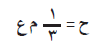 ح = ١/٣ م ع